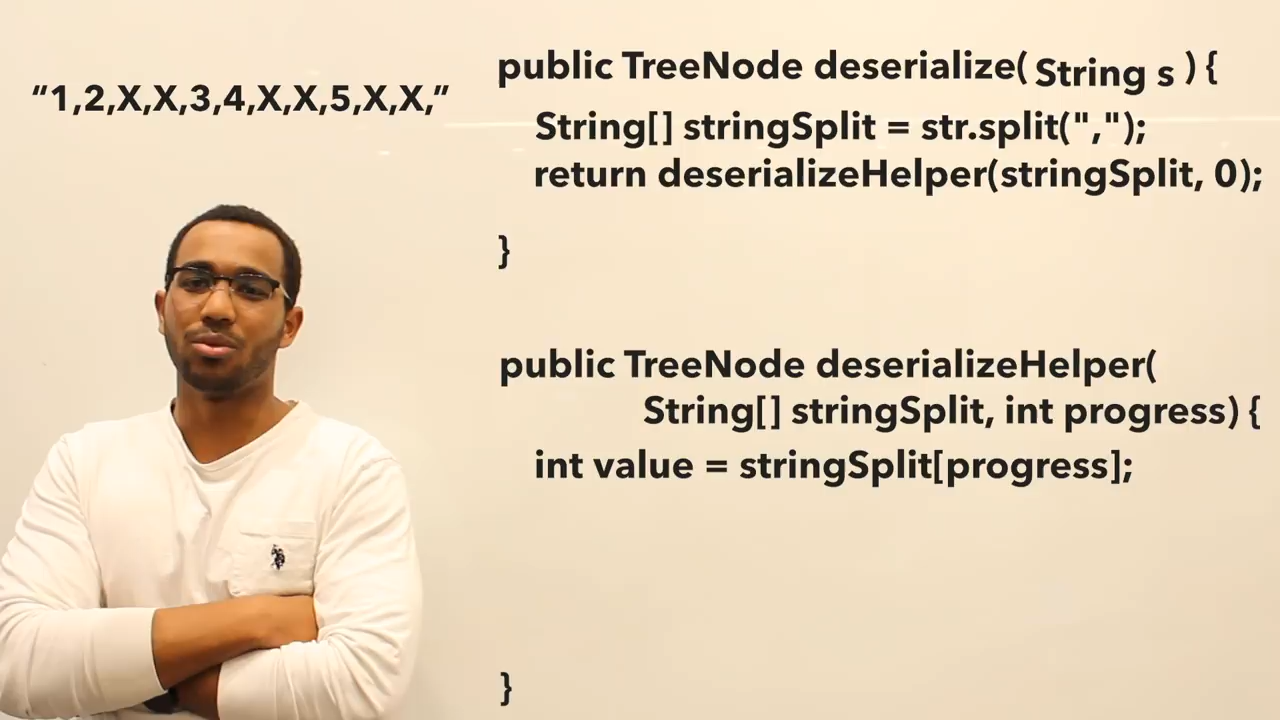 “1,2,X,X,3,4,X,X,5,X,X,”
public TreeNode deserialize( String s ) {
String[] stringSplit = str.split(",");
return deserializeHelper(stringSplit, 0);
}
public TreeNode deserializeHelper(
String[] stringSplit, int progress) {
int value = stringSplit[progress];
}